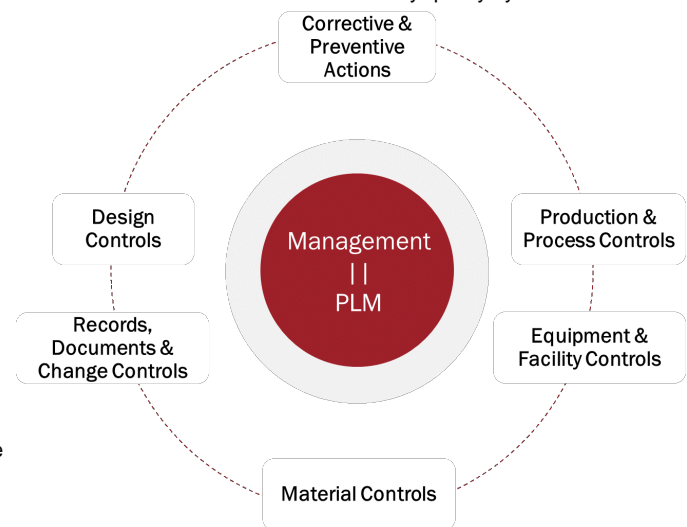 Corrective &
Preventive
Actions
Design
Controls
Production &
Process Controls
Management
||
PLM
Records,
Documents &
Change Controls
Equipment &
Facility Controls
Material Controls
e